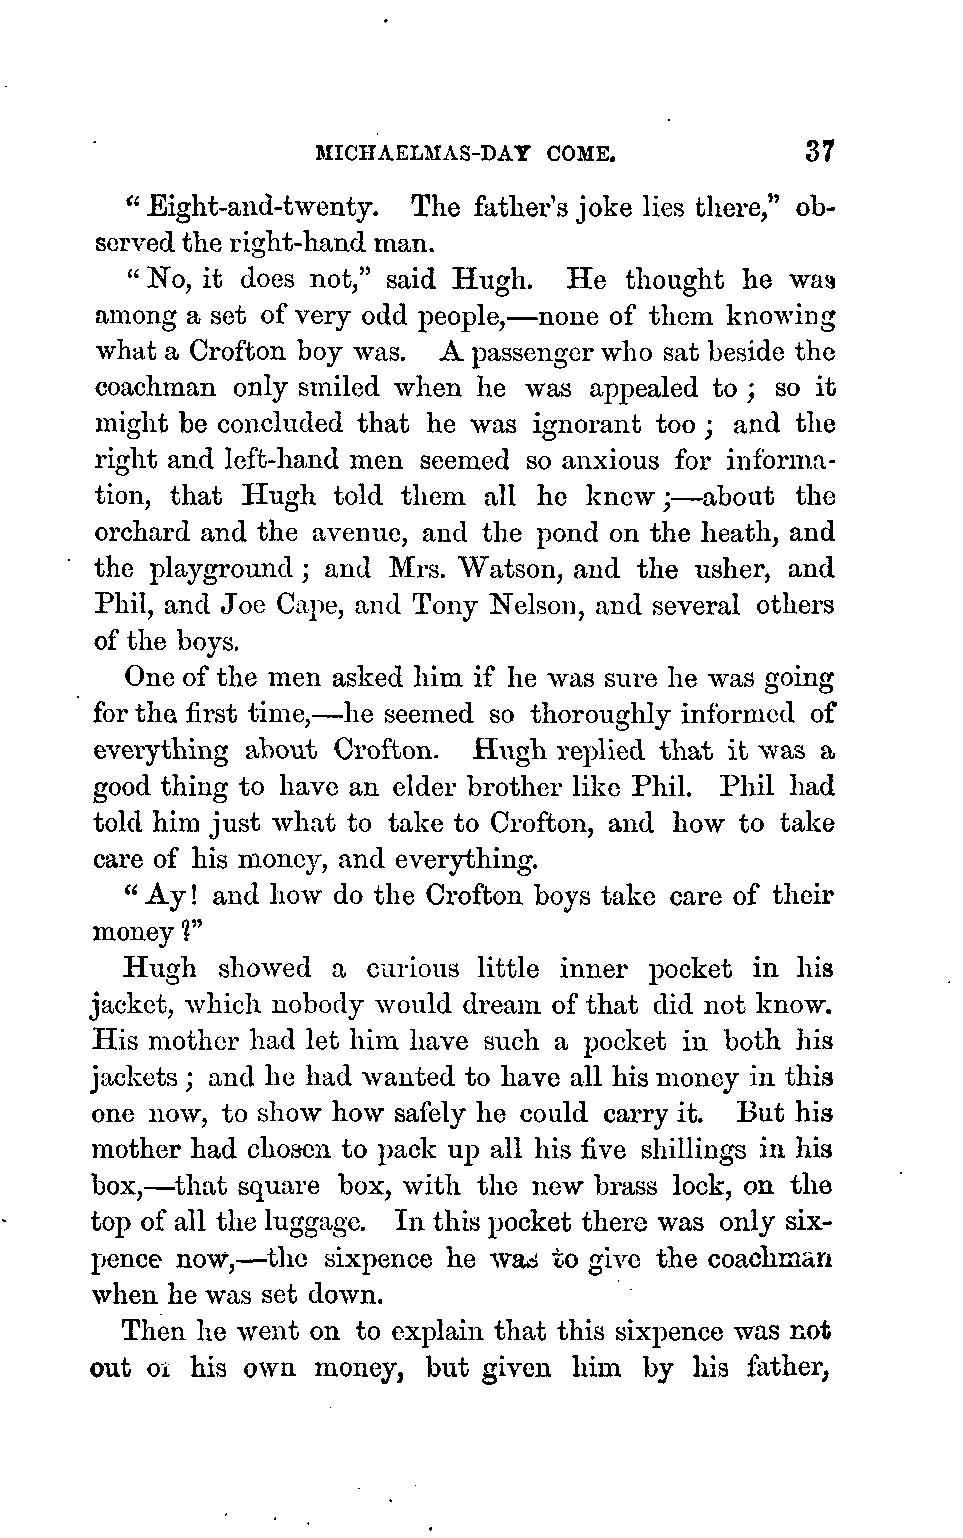 MICHAELMAS-DAY COME. 37
“Eight-and-twenty. The father's joke lies there,” ob-
served the right-hand man.
“No, it does not,” said Hugh. He thought he was
among a set of very odd people,—none of them knowing
what a Crofton boy was. A passenger who sat beside the
coachman only smiled when he was appealed to ; so it
might be concluded that he was ignorant too ; and the
right and left-hand men seemed so anxious for informa-
tion, that Hugh told them all he knew ;—about the
orchard and the avenue, and the pond on the heath, and
the playground ; and Mrs. Watson, and the usher, and
Phil, and Joe Cape, and Tony Nelson, and several others
of the boys.
One of the men asked him if he was sure he was going
for the first time,—he seemed so thoroughly informed of
everything about Crofton. Hugh replied that it was a
good thing to have an elder brother like Phil. Phil had
told him just what to take to Crofton, and how to take
care of his money, and everything.
“Ay! and how do the Crofton boys take care of their
money ?”
Hugh showed a curious little inner pocket in his
jacket, which nobody would dream of that did not know.
His mother had let him have such a pocket in both his
jackets ; and he had wanted to have all his money in this
one now, to show how safely he could carry it. But his
mother had chosen to pack up all his five shillings in his
box,—that square box, with the new brass lock, on the
top of all the luggage. In this pocket there was only six-
pence now,—the sixpence he was to give the coachman
when he was set down.
Then he went on to explain that this sixpence was not
out of his own money, but given him by his father,